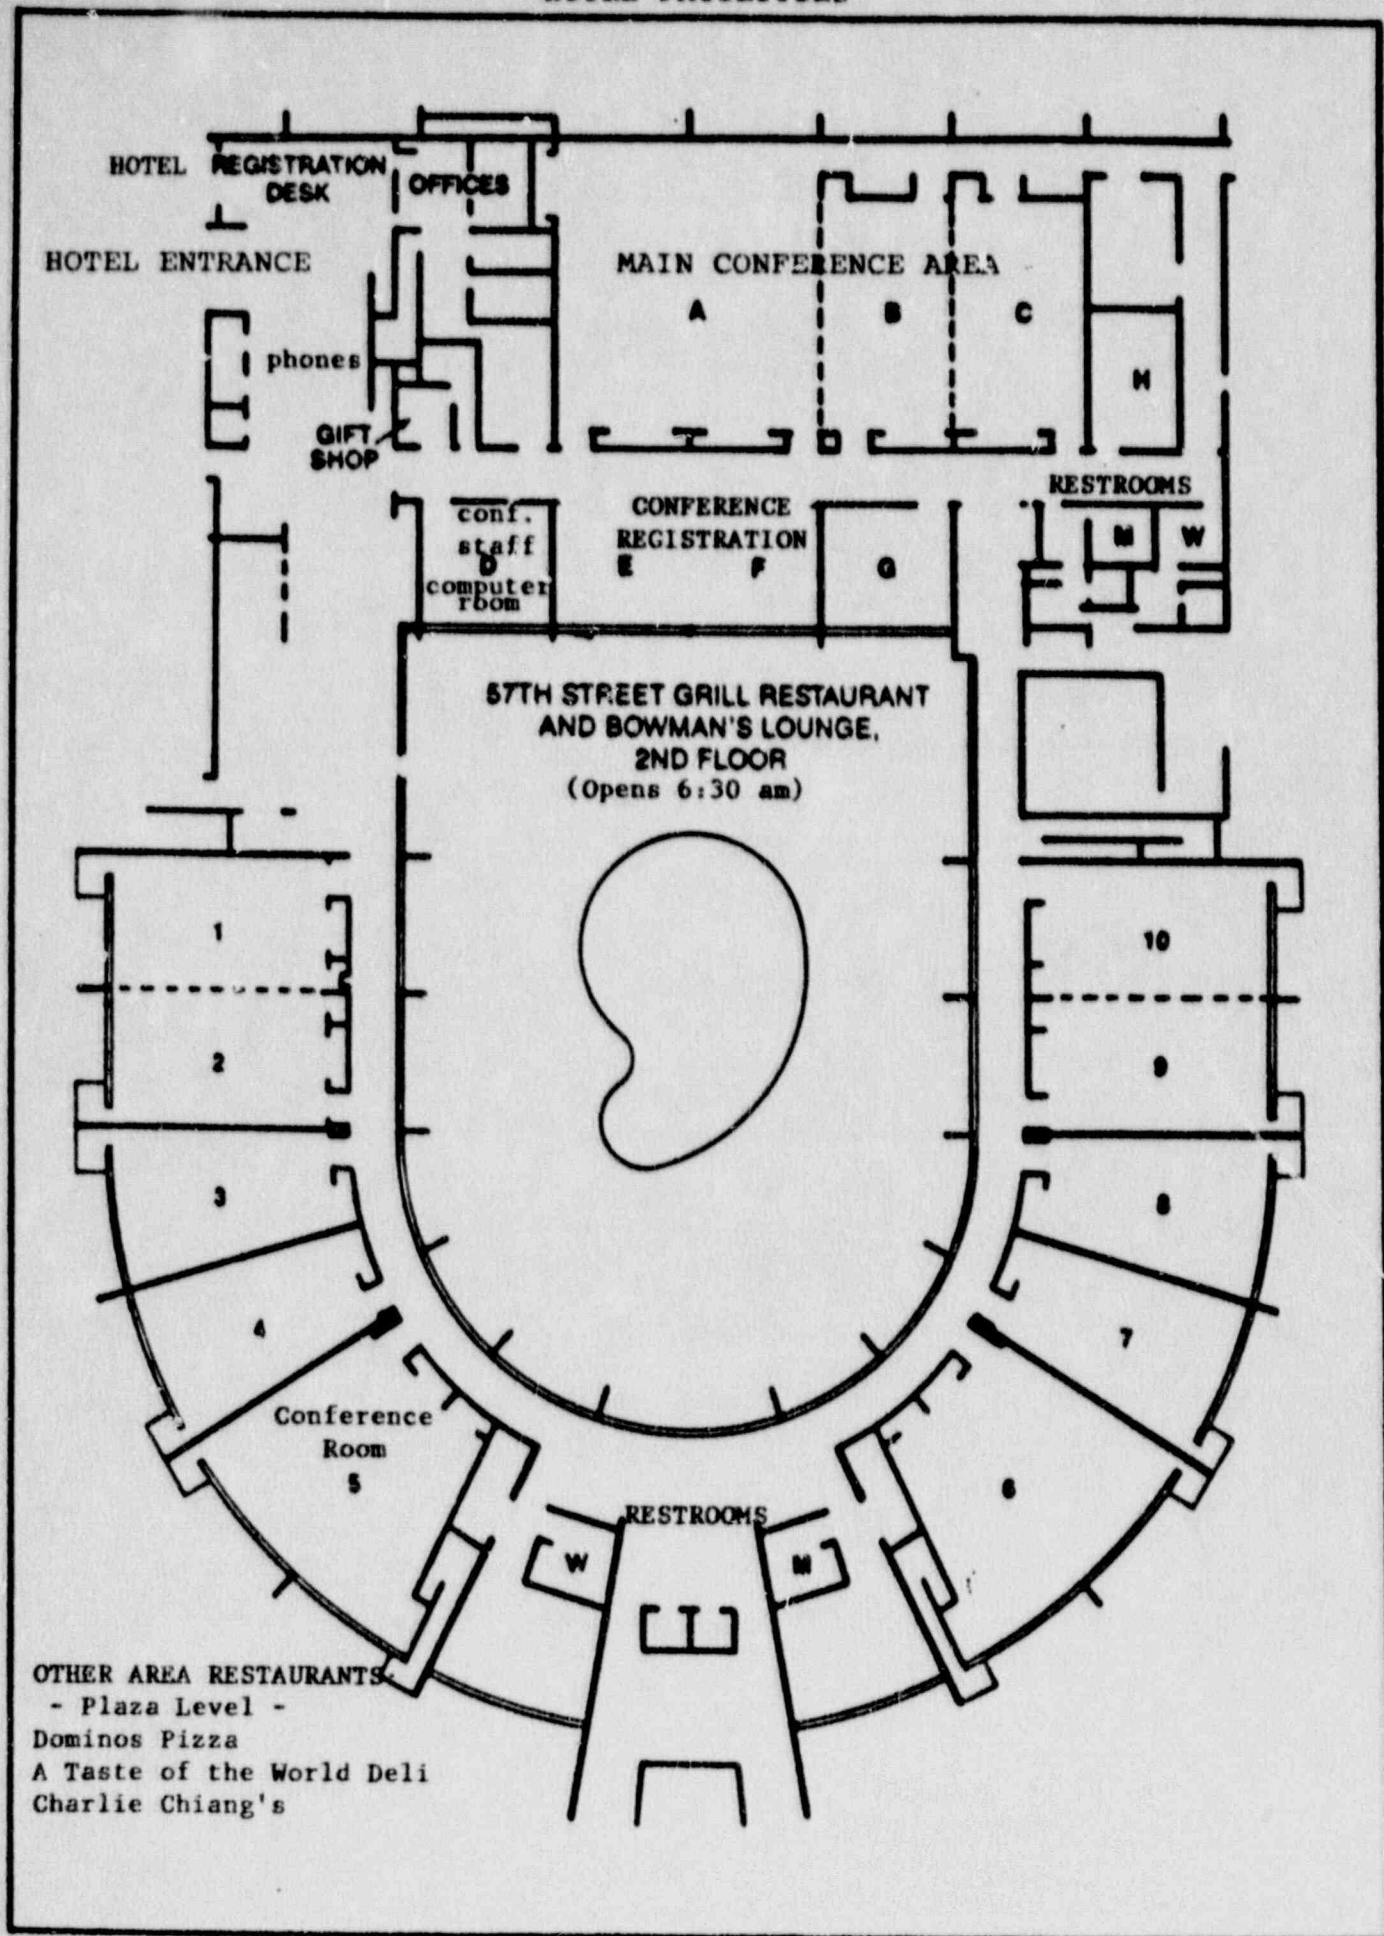 HOTEL REGISTRATION
DESK
OFFICES
HOTEL ENTRANCE
MAIN CONFERENCE AREA
A
B
C
phones
H
GIFT
SHOP
RESTROOMS
M
W
conf.
staff
D
computer
room
CONFERENCE
REGISTRATION
E
F
G
57TH STREET GRILL RESTAURANT
AND BOWMAN'S LOUNGE,
2ND FLOOR
(Opens 6:30 am)
1
10
2
9
3
8
4
7
Conference
Room
5
6
RESTROOMS
W
M
OTHER AREA RESTAURANTS
- Plaza Level -
Dominos Pizza
A Taste of the World Deli
Charlie Chiang's